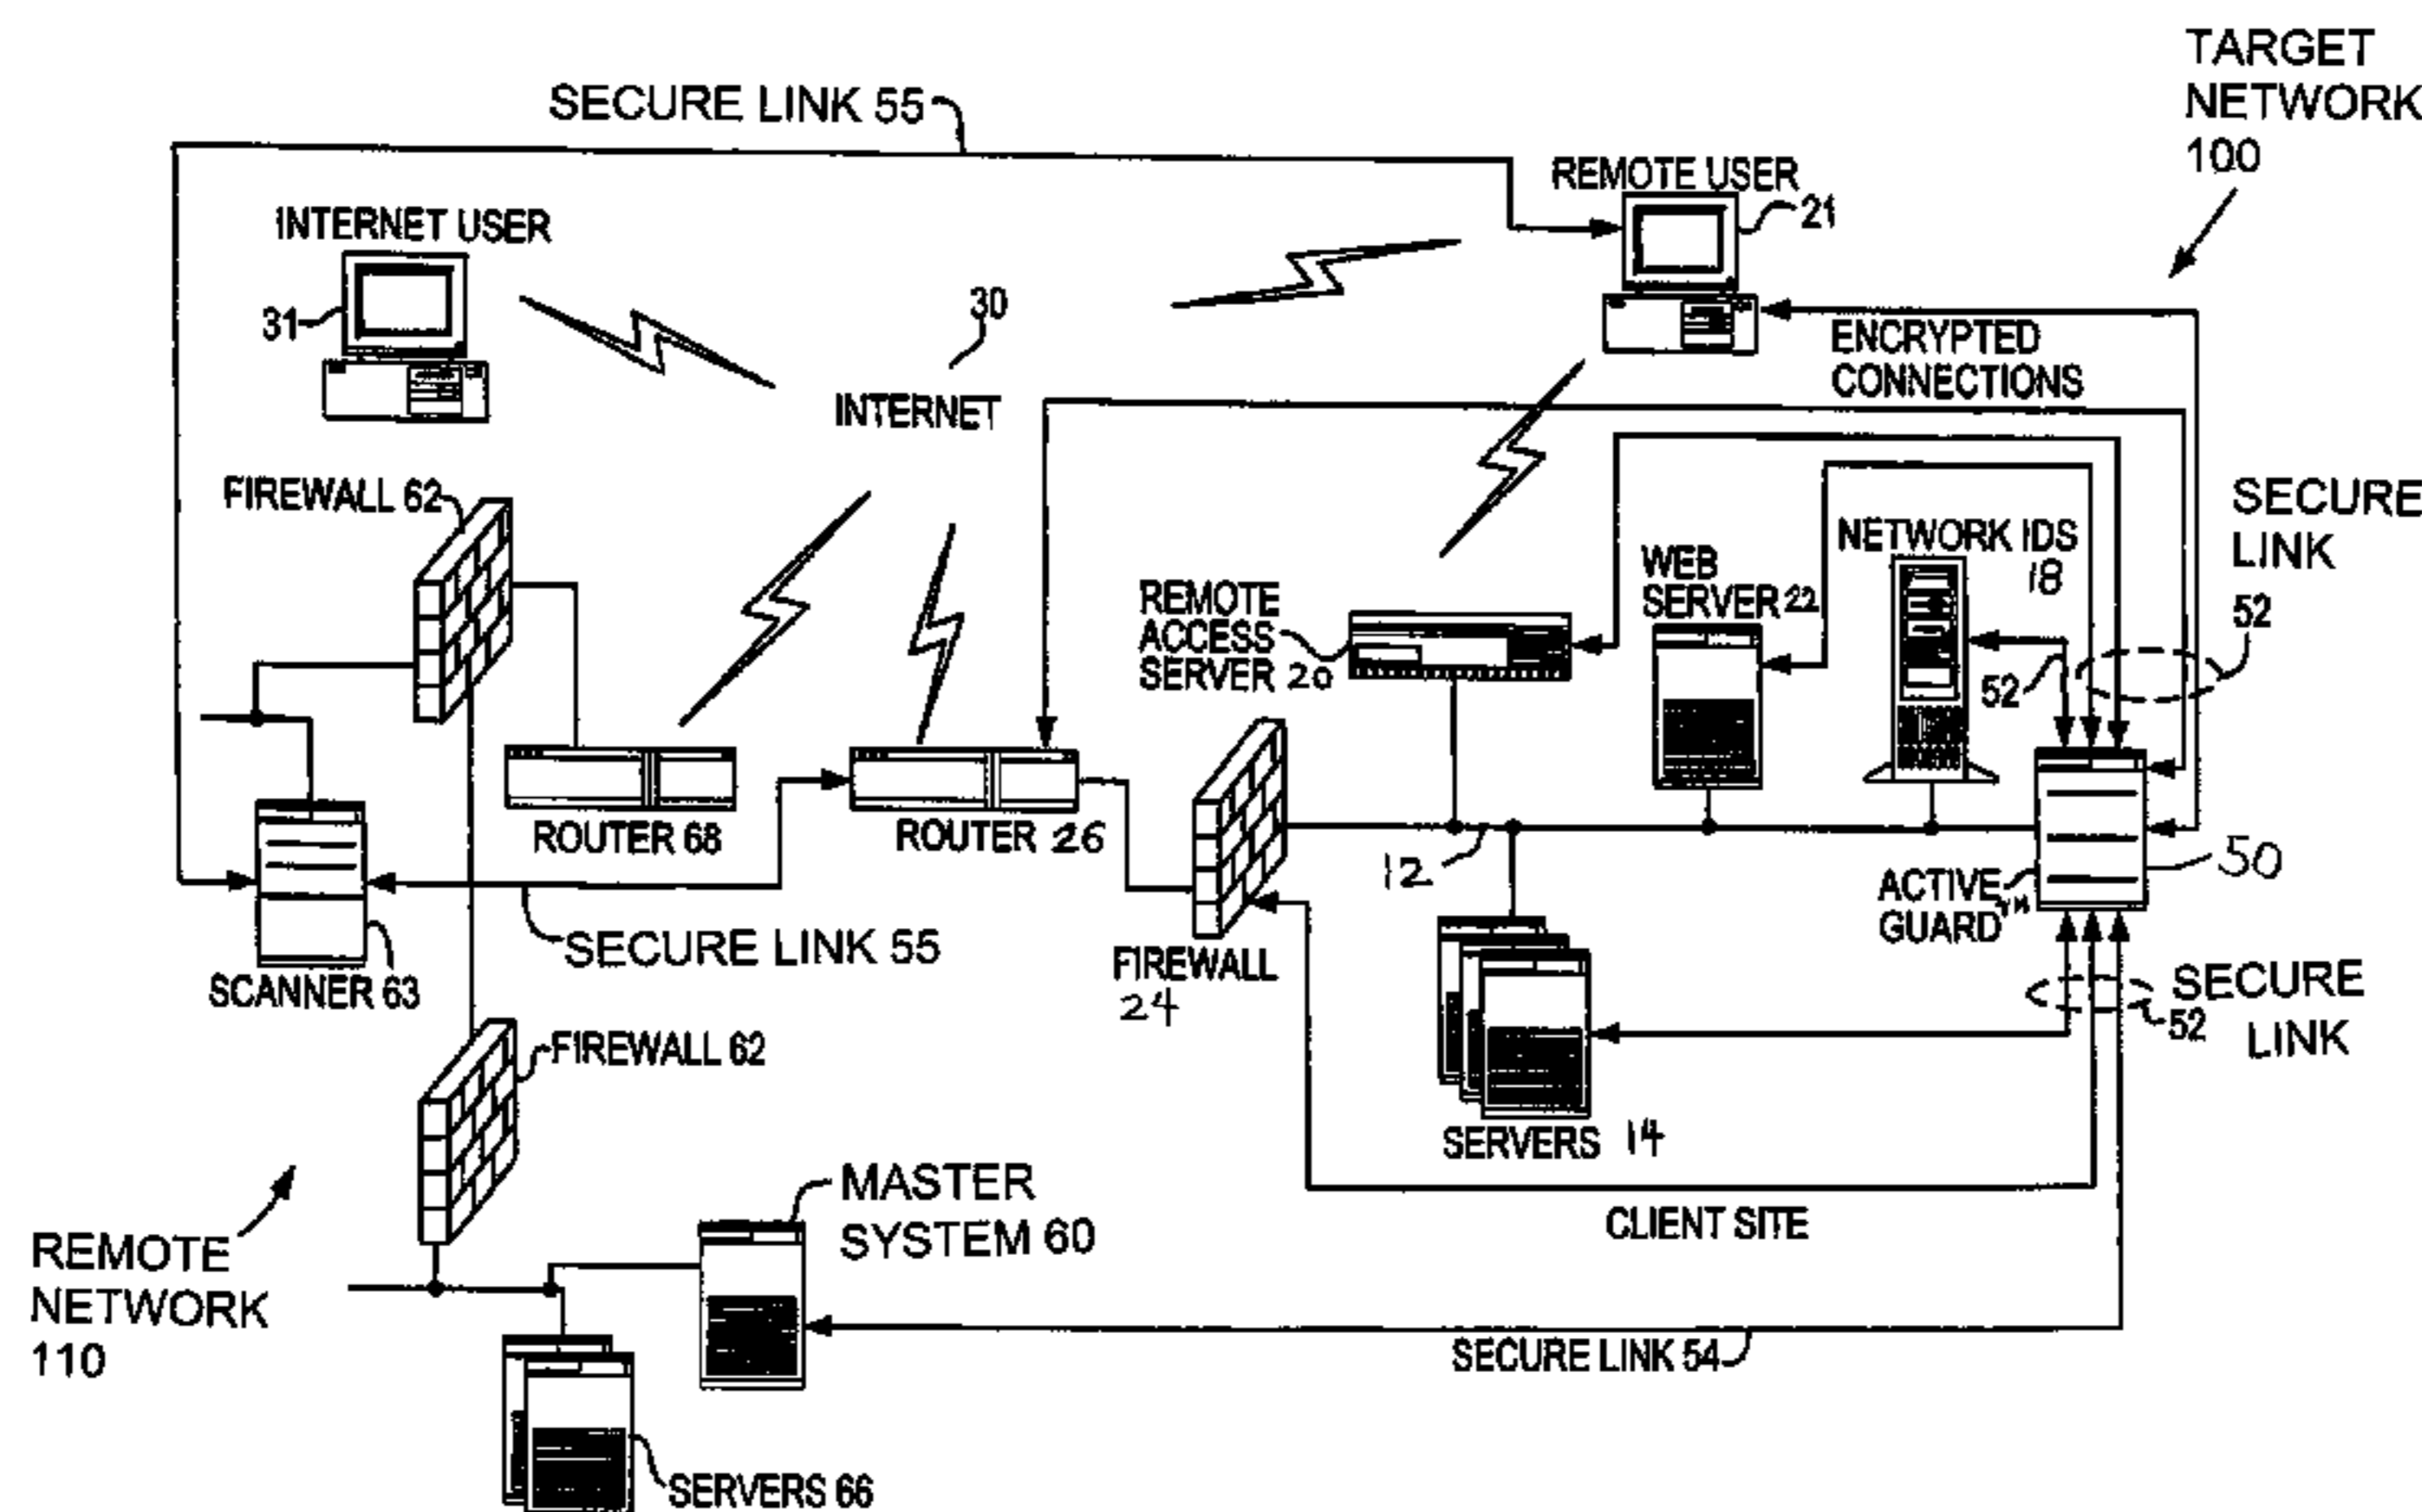 TARGET
NETWORK
100
SECURE LINK 55
REMOTE USER
21
INTERNET USER
31
30
INTERNET
ENCRYPTED
CONNECTIONS
FIREWALL 62
SECURE
LINK
52
NETWORK IDS
18
WEB
SERVER 22
REMOTE
ACCESS
SERVER 20
52
ROUTER 68
ROUTER 26
12
50
ACTIVE
GUARD
SECURE LINK 55
FIREWALL
24
SCANNER 63
SECURE
LINK
52
FIREWALL 62
SERVERS 14
MASTER
SYSTEM 60
CLIENT SITE
REMOTE
NETWORK
110
SECURE LINK 54
SERVERS 66